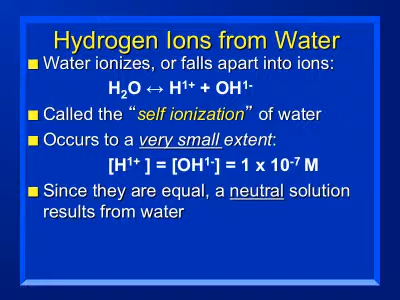 Hydrogen Ions from Water
Water ionizes, or falls apart into ions:
H₂O ↔ H¹⁺ + OH¹⁻
Called the “self ionization” of water
Occurs to a very small extent:
[H¹⁺ ] = [OH¹⁻] = 1 x 10⁻⁷ M
Since they are equal, a neutral solution
results from water